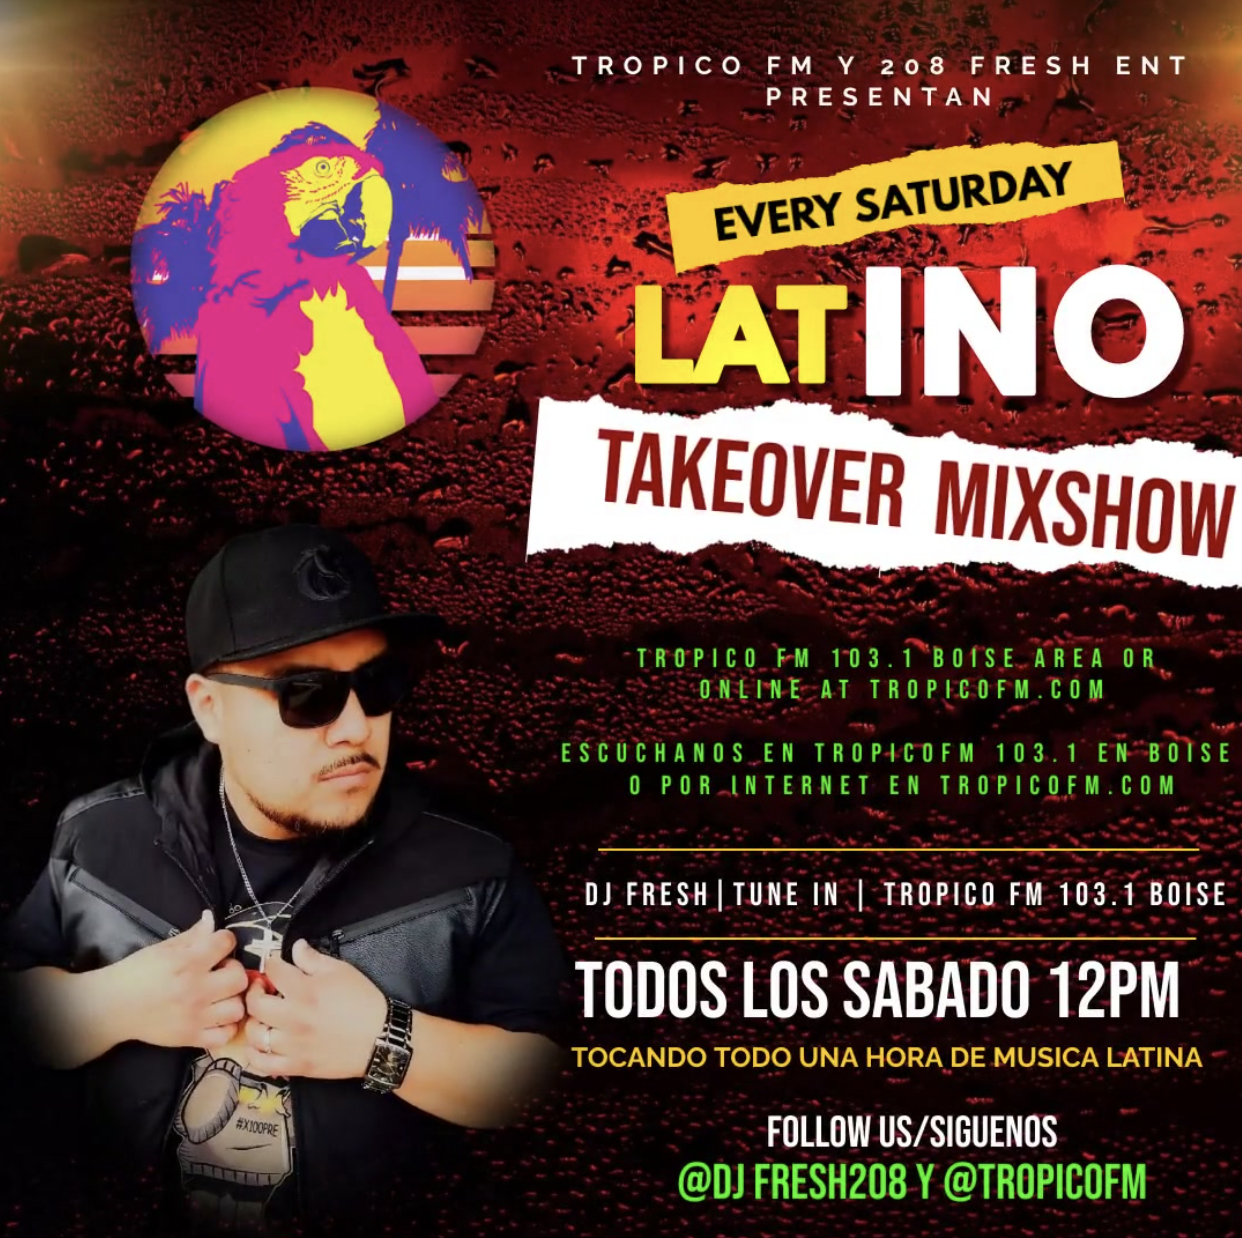 TROPICO FM Y 208 FRESH ENT
PRESENTAN
EVERY SATURDAY
LATINO
TAKEOVER MIXSHOW
TROPICO FM 103.1 BOISE AREA OR
ONLINE AT TROPICOFM.COM
ESCUCHANOS EN TROPICOFM 103.1 EN BOISE
O POR INTERNET EN TROPICOFM.COM
DJ FRESH|TUNE IN | TROPICO FM 103.1 BOISE
TODOS LOS SABADO 12PM
TOCANDO TODO UNA HORA DE MUSICA LATINA
#X100PRE
FOLLOW US/SIGUENOS
@DJ FRESH208 Y @TROPICOFM